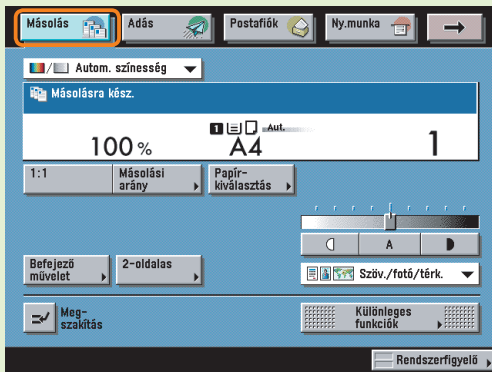 Másolás
Adás
Postafiók
Ny.munka
Autom. színesség
Másolásra kész.
1 Aut.
100 % A4 1
1:1
Másolási
arány
Papír-
kiválasztás
A
Befejező
művelet
2-oldalas
Szöv./fotó/térk.
Meg-
szakítás
Különleges
funkciók
Rendszerfigyelő